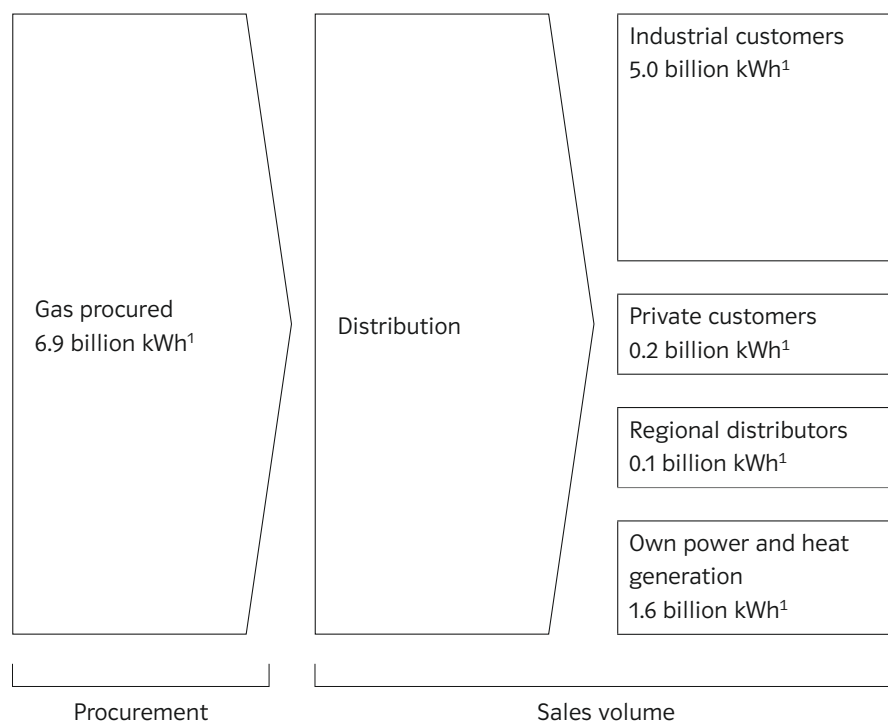 Gas procured
6.9 billion kWh¹
Distribution
Industrial customers
5.0 billion kWh¹
Private customers
0.2 billion kWh¹
Regional distributors
0.1 billion kWh¹
Own power and heat
generation
1.6 billion kWh¹
Procurement
Sales volume